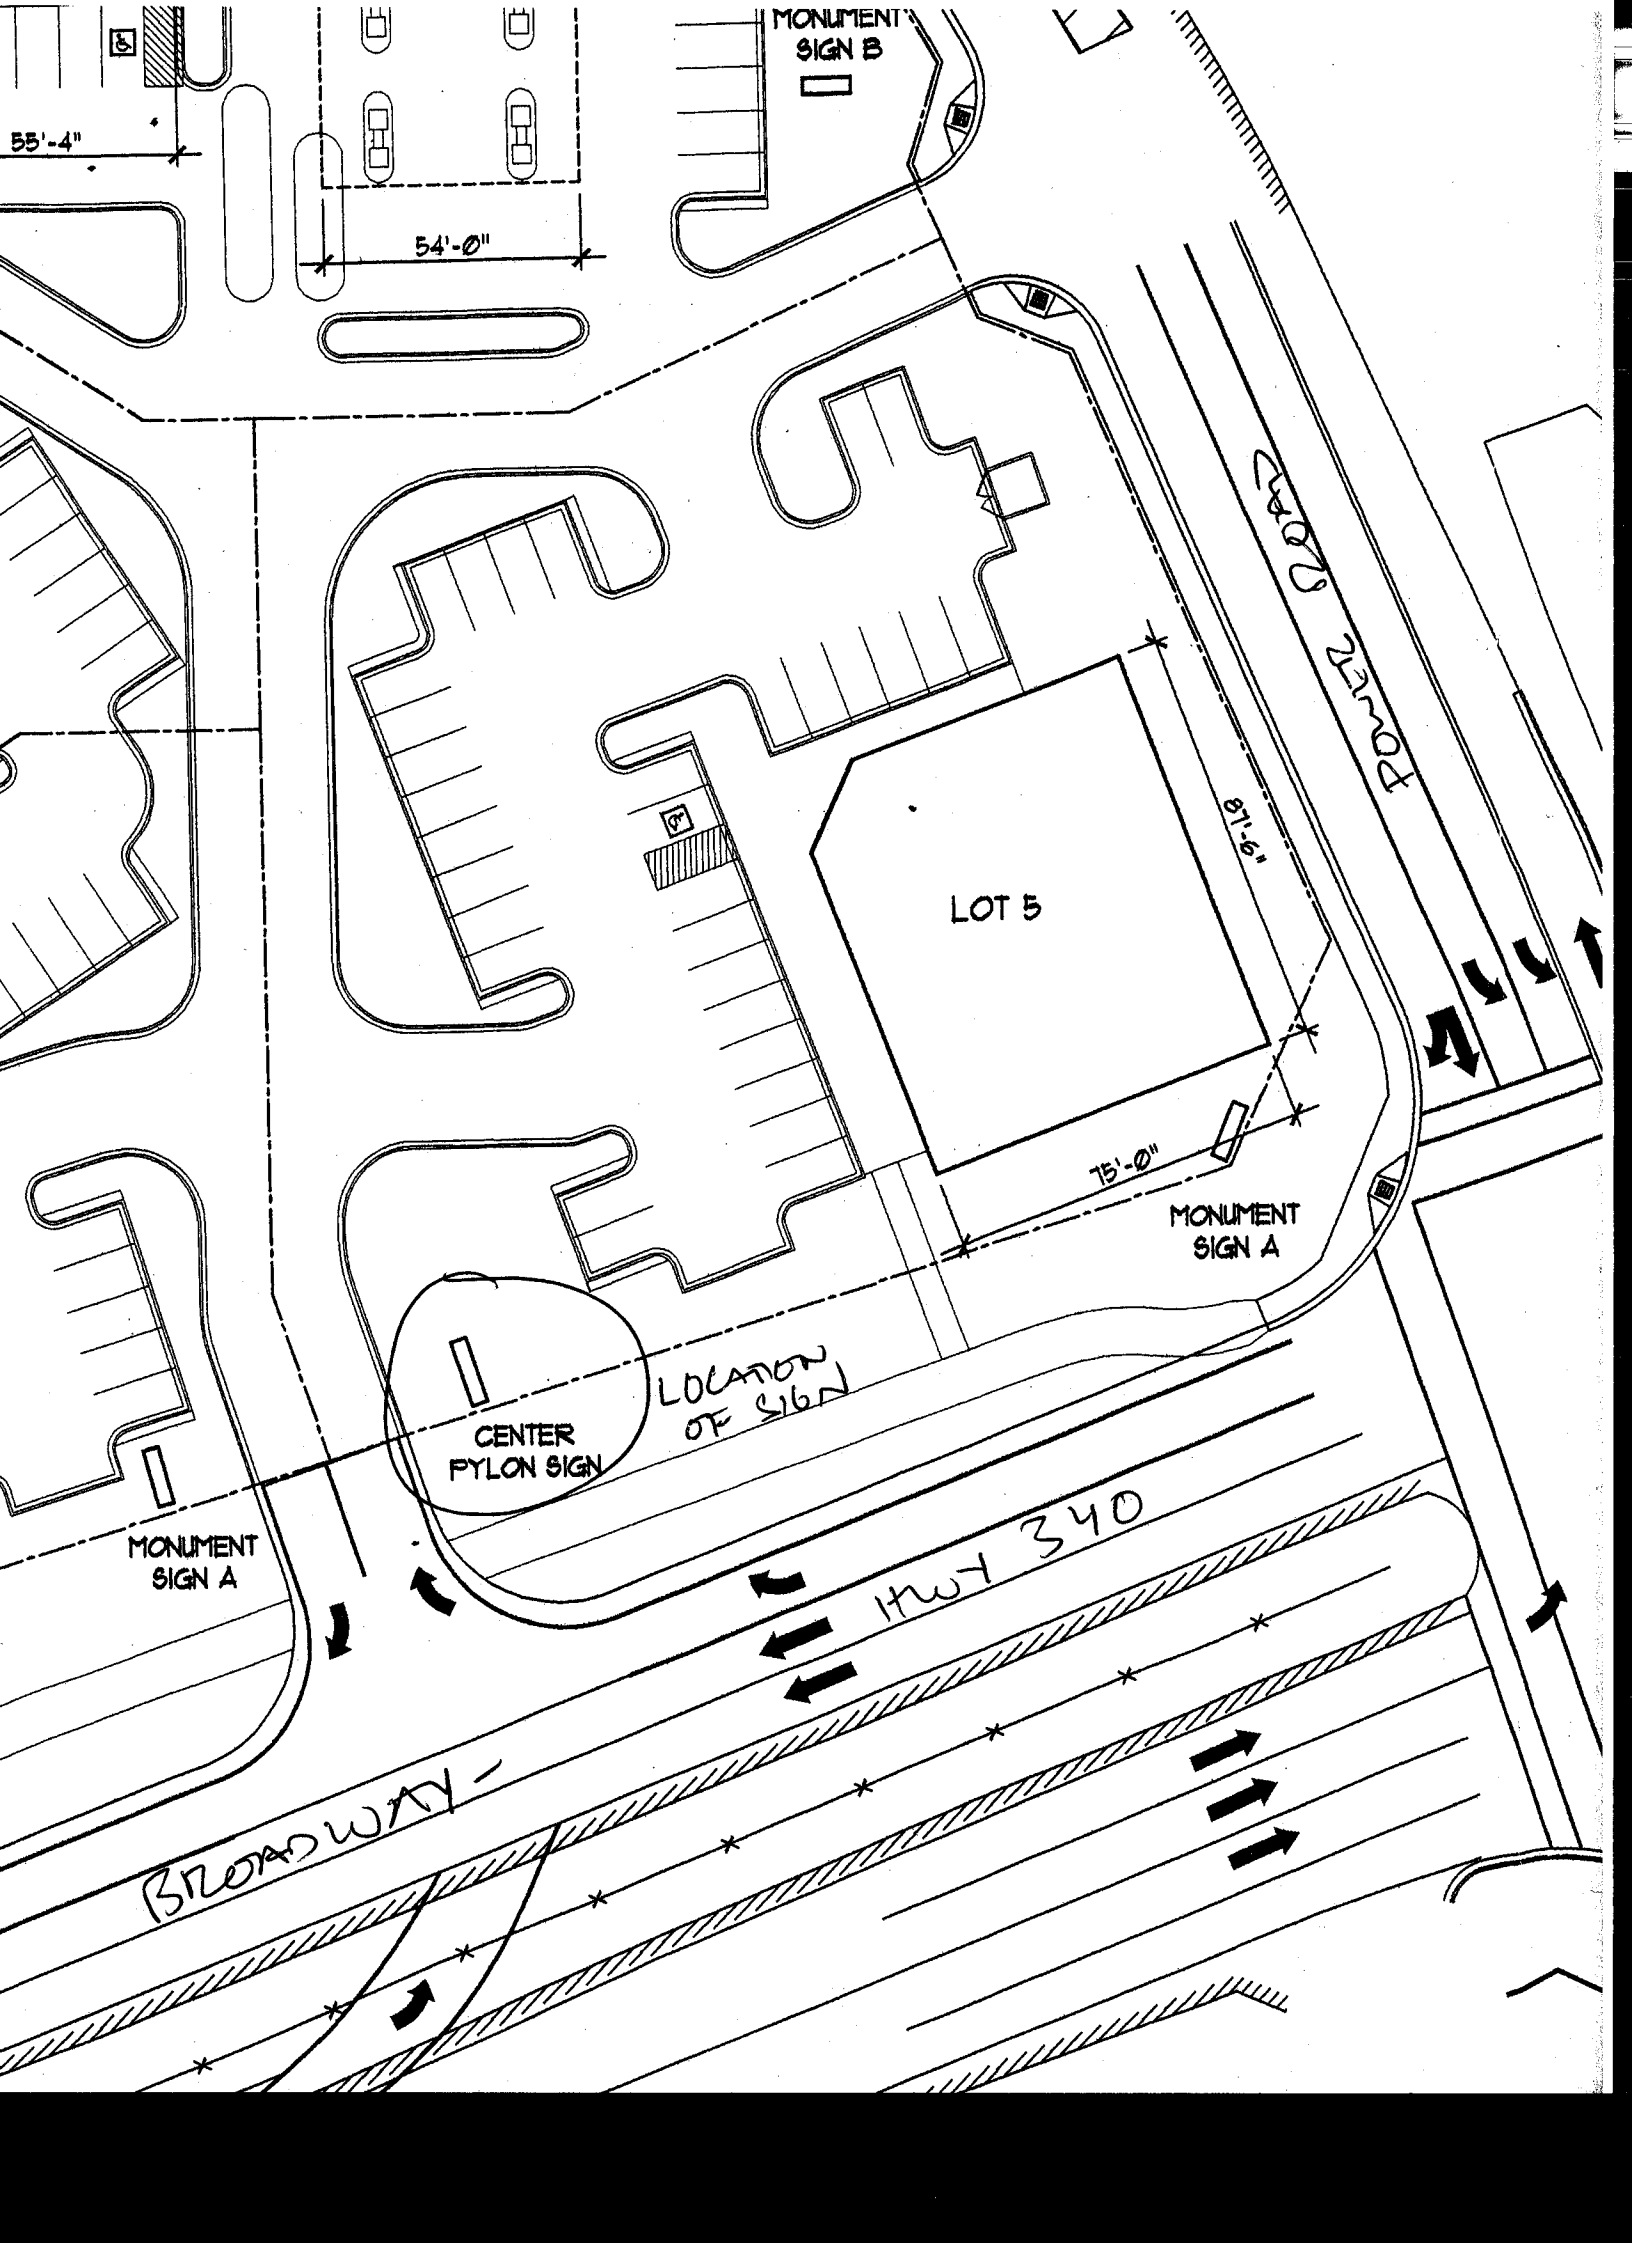 MONUMENT
SIGN B
55'-4"
54'-0"
POWER ROAD
87'-6"
LOT 5
75'-0"
MONUMENT
SIGN A
LOCATION
OF SIGN
CENTER
PYLON SIGN
MONUMENT
SIGN A
HWY 340
BROADWAY -